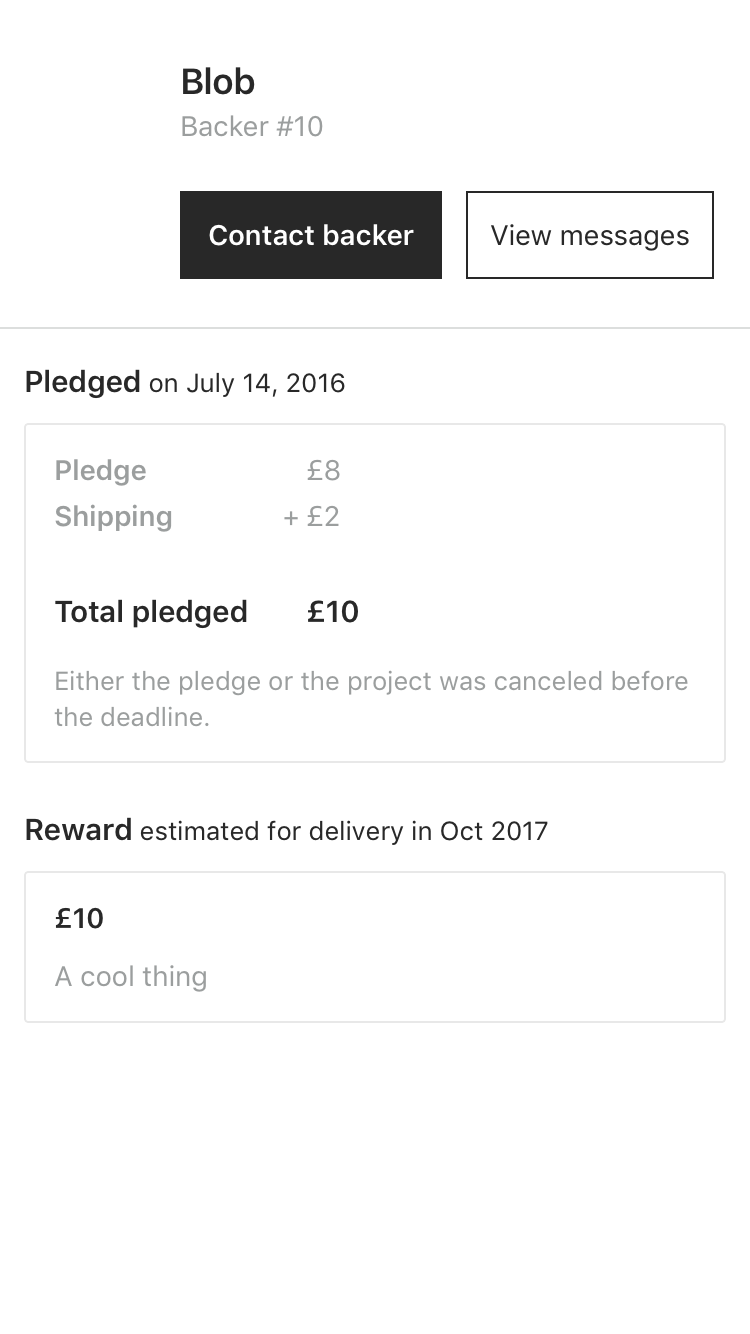 Blob
Backer #10
Contact backer
View messages
Pledged on July 14, 2016
Pledge £8
Shipping + £2
Total pledged £10
Either the pledge or the project was canceled before
the deadline.
Reward estimated for delivery in Oct 2017
£10
A cool thing